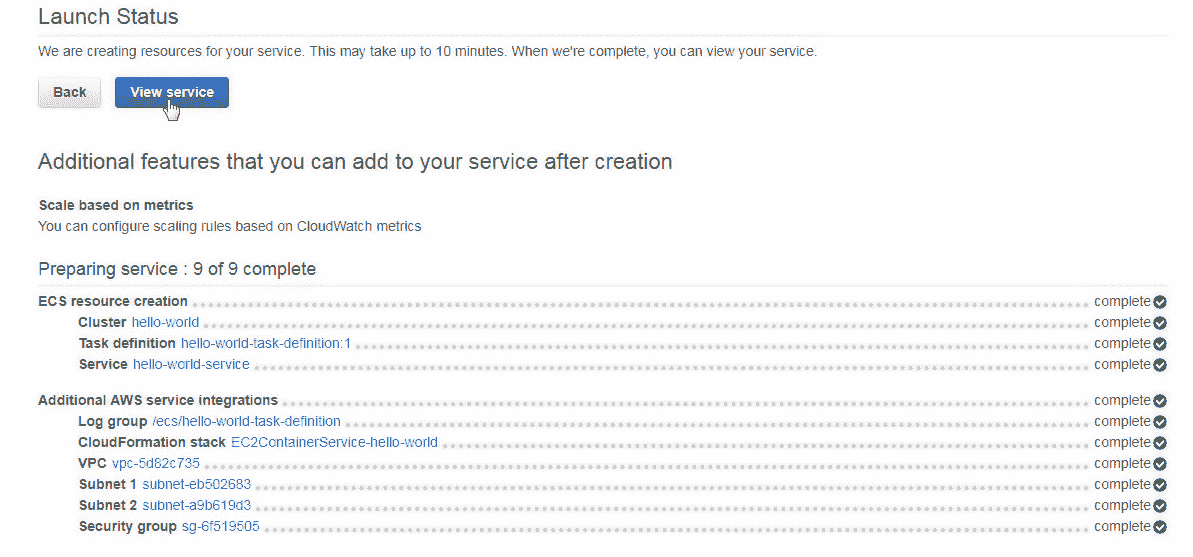 Launch Status
We are creating resources for your service. This may take up to 10 minutes. When we're complete, you can view your service.
Back View service
Additional features that you can add to your service after creation
Scale based on metrics
You can configure scaling rules based on CloudWatch metrics
Preparing service : 9 of 9 complete
ECS resource creation complete
Cluster hello-world complete
Task definition hello-world-task-definition:1 complete
Service hello-world-service complete
Additional AWS service integrations complete
Log group /ecs/hello-world-task-definition complete
CloudFormation stack EC2ContainerService-hello-world complete
VPC vpc-5d82c735 complete
Subnet 1 subnet-eb502683 complete
Subnet 2 subnet-a9b619d3 complete
Security group sg-6f519505 complete